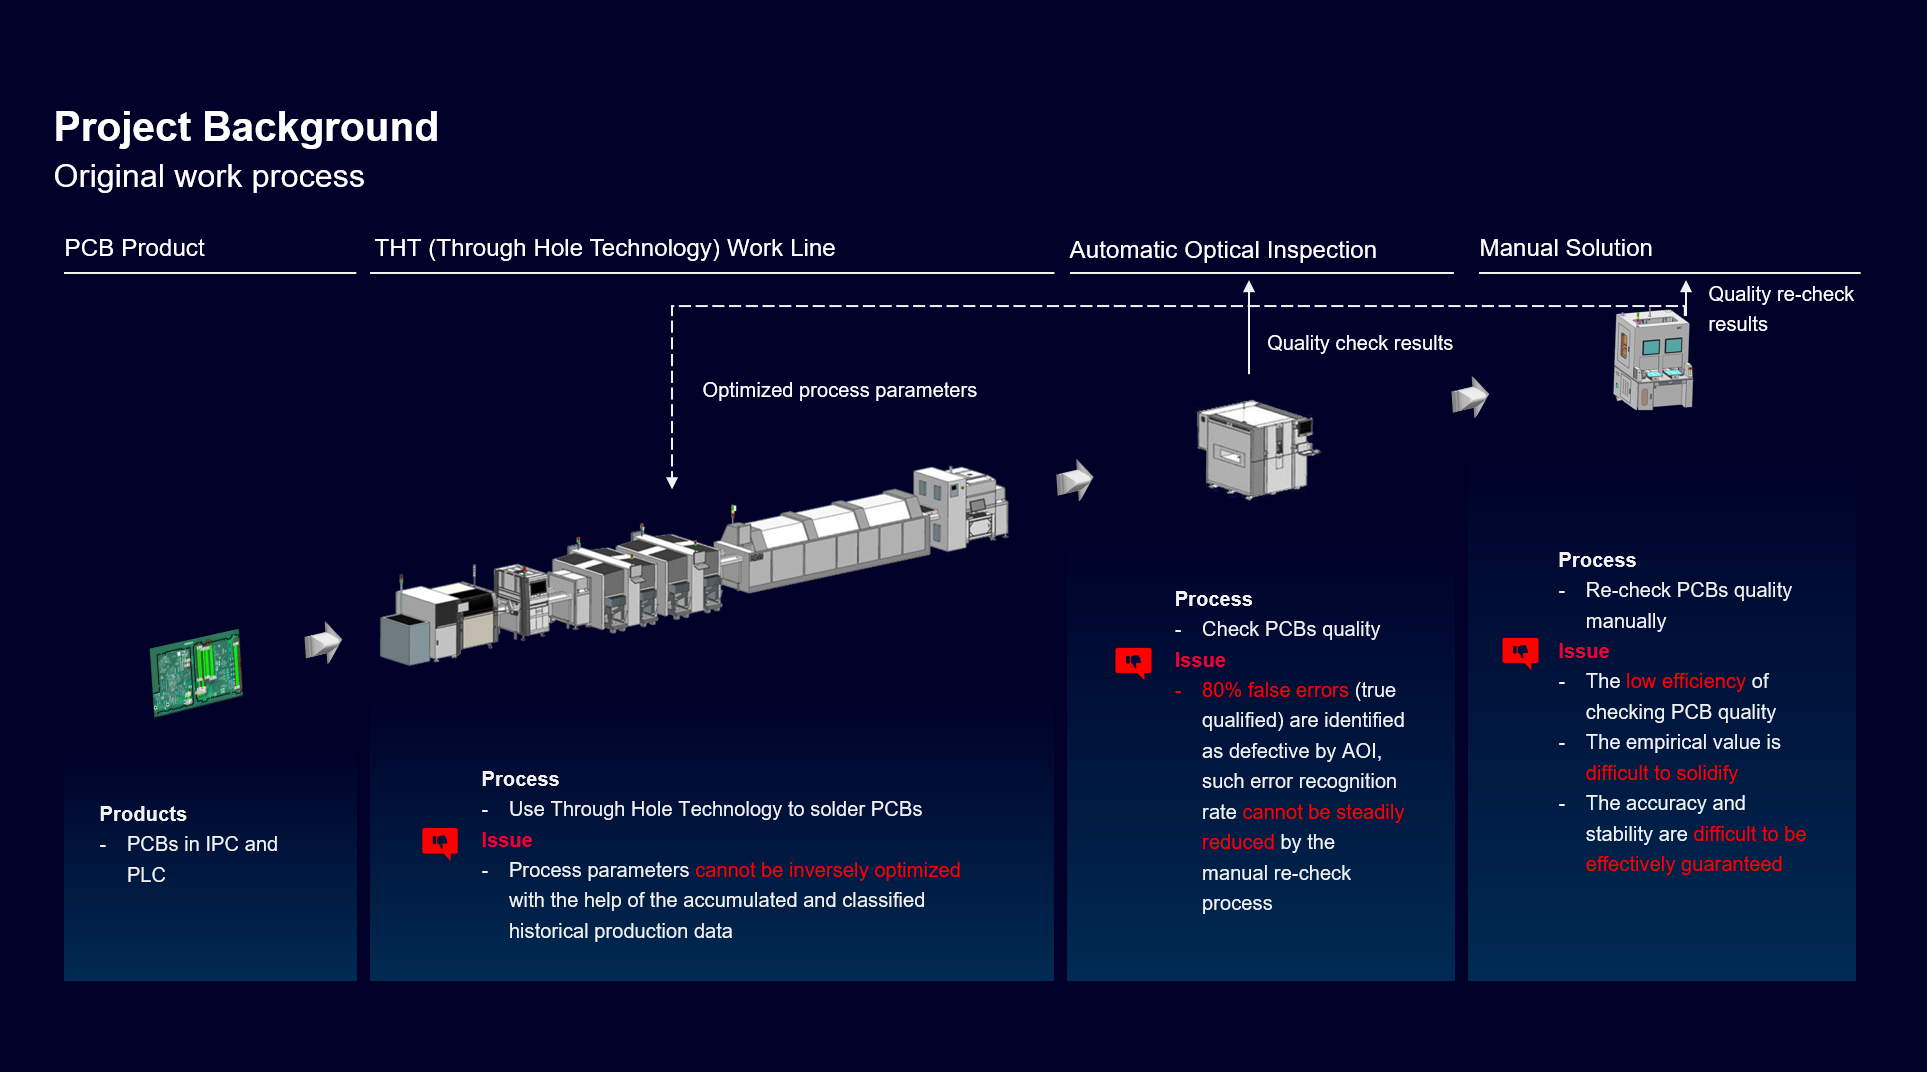 Project Background
Original work process
PCB Product
THT (Through Hole Technology) Work Line
Automatic Optical Inspection
Manual Solution
Quality re-check
results
Quality check results
Optimized process parameters
Products
- PCBs in IPC and
PLC
Process
- Use Through Hole Technology to solder PCBs
Issue
- Process parameters cannot be inversely optimized
with the help of the accumulated and classified
historical production data
Process
- Check PCBs quality
Issue
- 80% false errors (true
qualified) are identified
as defective by AOI,
such error recognition
rate cannot be steadily
reduced by the
manual re-check
process
Process
- Re-check PCBs quality
manually
Issue
- The low efficiency of
checking PCB quality
- The empirical value is
difficult to solidify
- The accuracy and
stability are difficult to be
effectively guaranteed